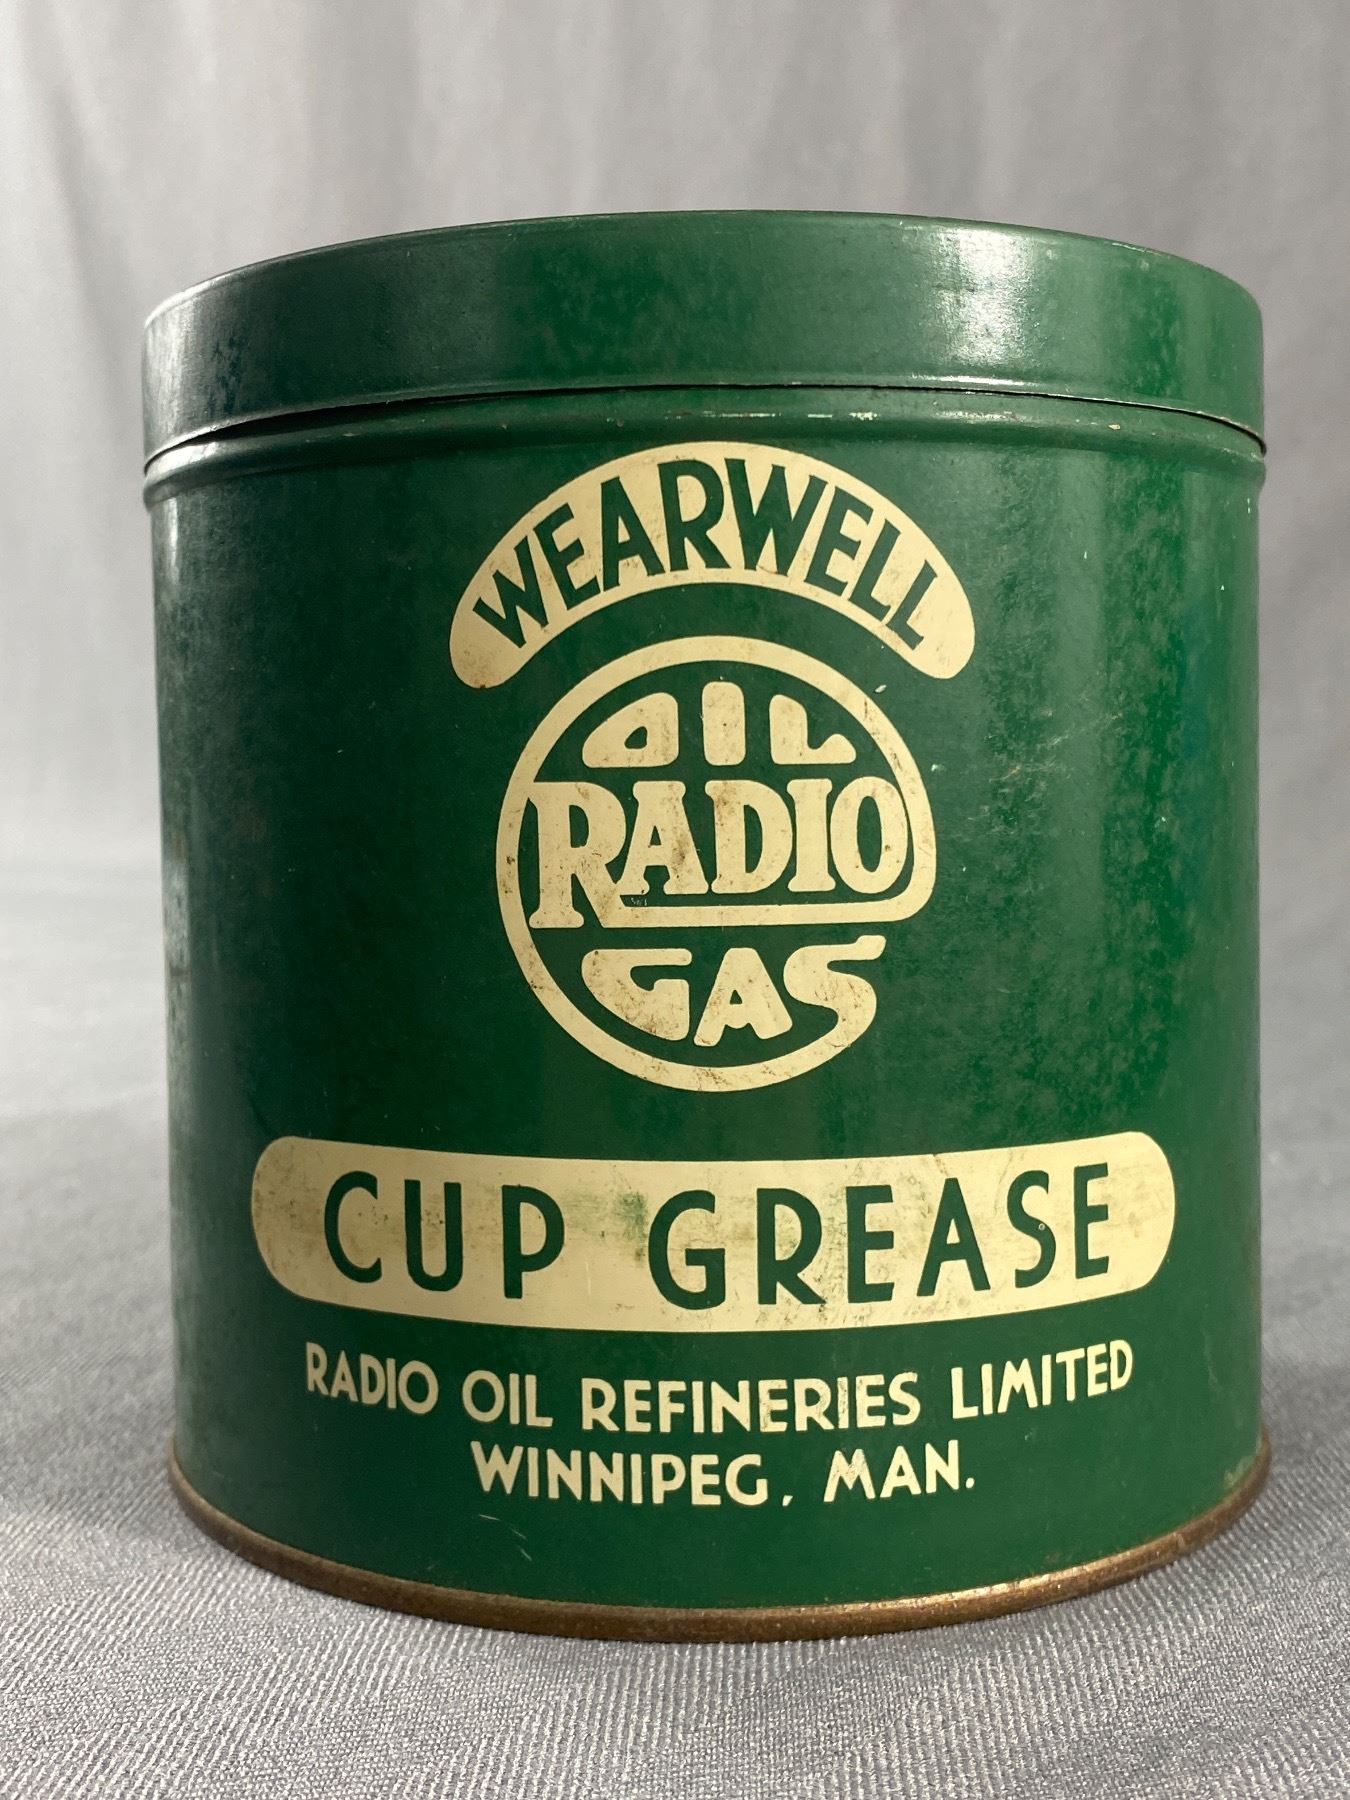 WEARWELL
OIL
RADIO
GAS
CUP GREASE
RADIO OIL REFINERIES LIMITED
WINNIPEG, MAN.